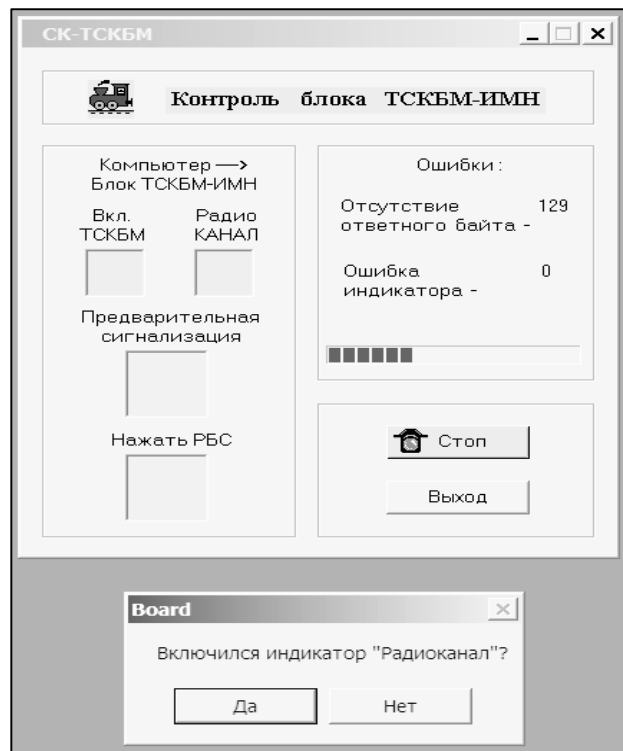 СК-ТСКБМ
Контроль блока ТСКБМ-ИМН
Компьютер —>
Блок ТСКБМ-ИМН
Вкл.
ТСКБМ
Радио
КАНАЛ
Предварительная
сигнализация
Нажать РБС
Ошибки :
Отсутствие 129
ответного байта -
Ошибка 0
индикатора -
Стоп
Выход
Board
Включился индикатор "Радиоканал"?
Да
Нет